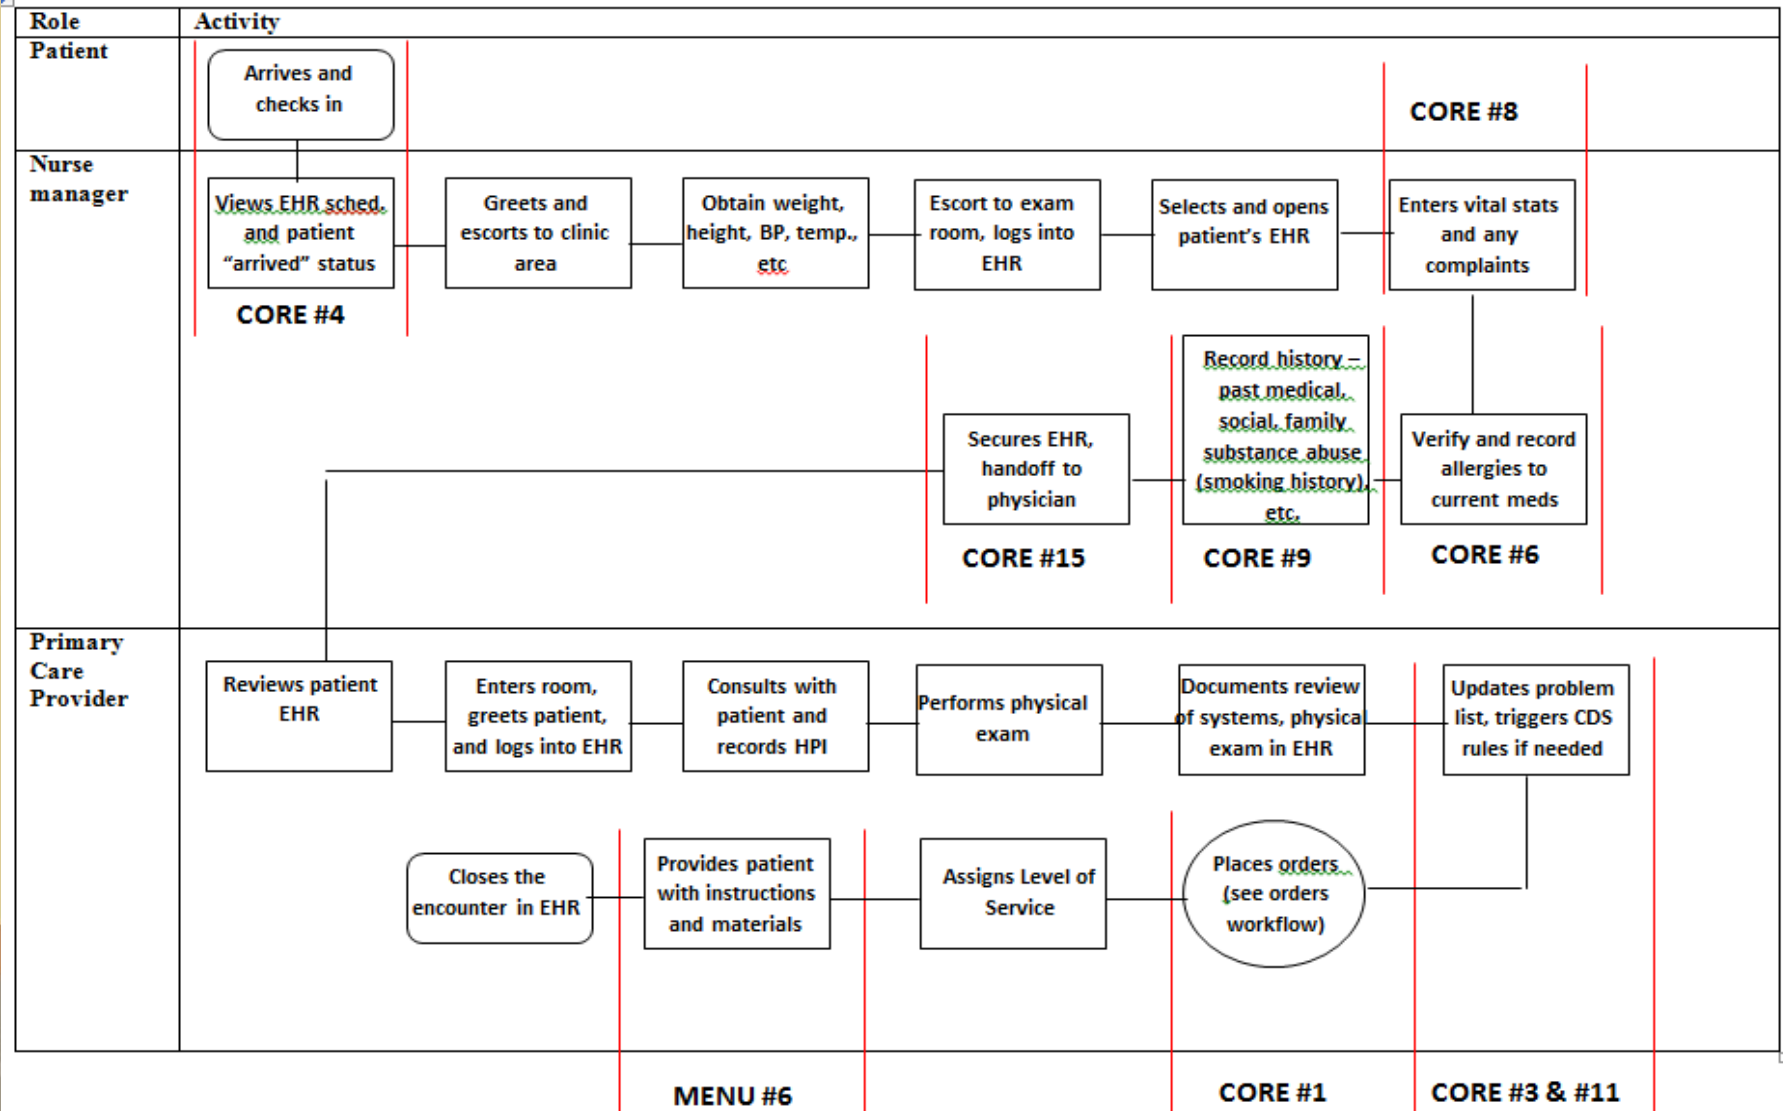 Role
Activity
Patient
Arrives and
checks in
CORE #8
Nurse
manager
Views EHR sched.
and patient
“arrived” status
CORE #4
Greets and
escorts to clinic
area
Obtain weight,
height, BP, temp.,
etc
Escort to exam
room, logs into
EHR
Selects and opens
patient’s EHR
Enters vital stats
and any
complaints
Verify and record
allergies to
current meds
CORE #6
Record history –
past medical,
social, family
substance abuse
(smoking history),
etc.
CORE #9
Secures EHR,
handoff to
physician
CORE #15
Primary
Care
Provider
Reviews patient
EHR
Enters room,
greets patient,
and logs into EHR
Consults with
patient and
records HPI
Performs physical
exam
Documents review
of systems, physical
exam in EHR
Updates problem
list, triggers CDS
rules if needed
Places orders
(see orders
workflow)
Assigns Level of
Service
Provides patient
with instructions
and materials
Closes the
encounter in EHR
MENU #6
CORE #1
CORE #3 & #11